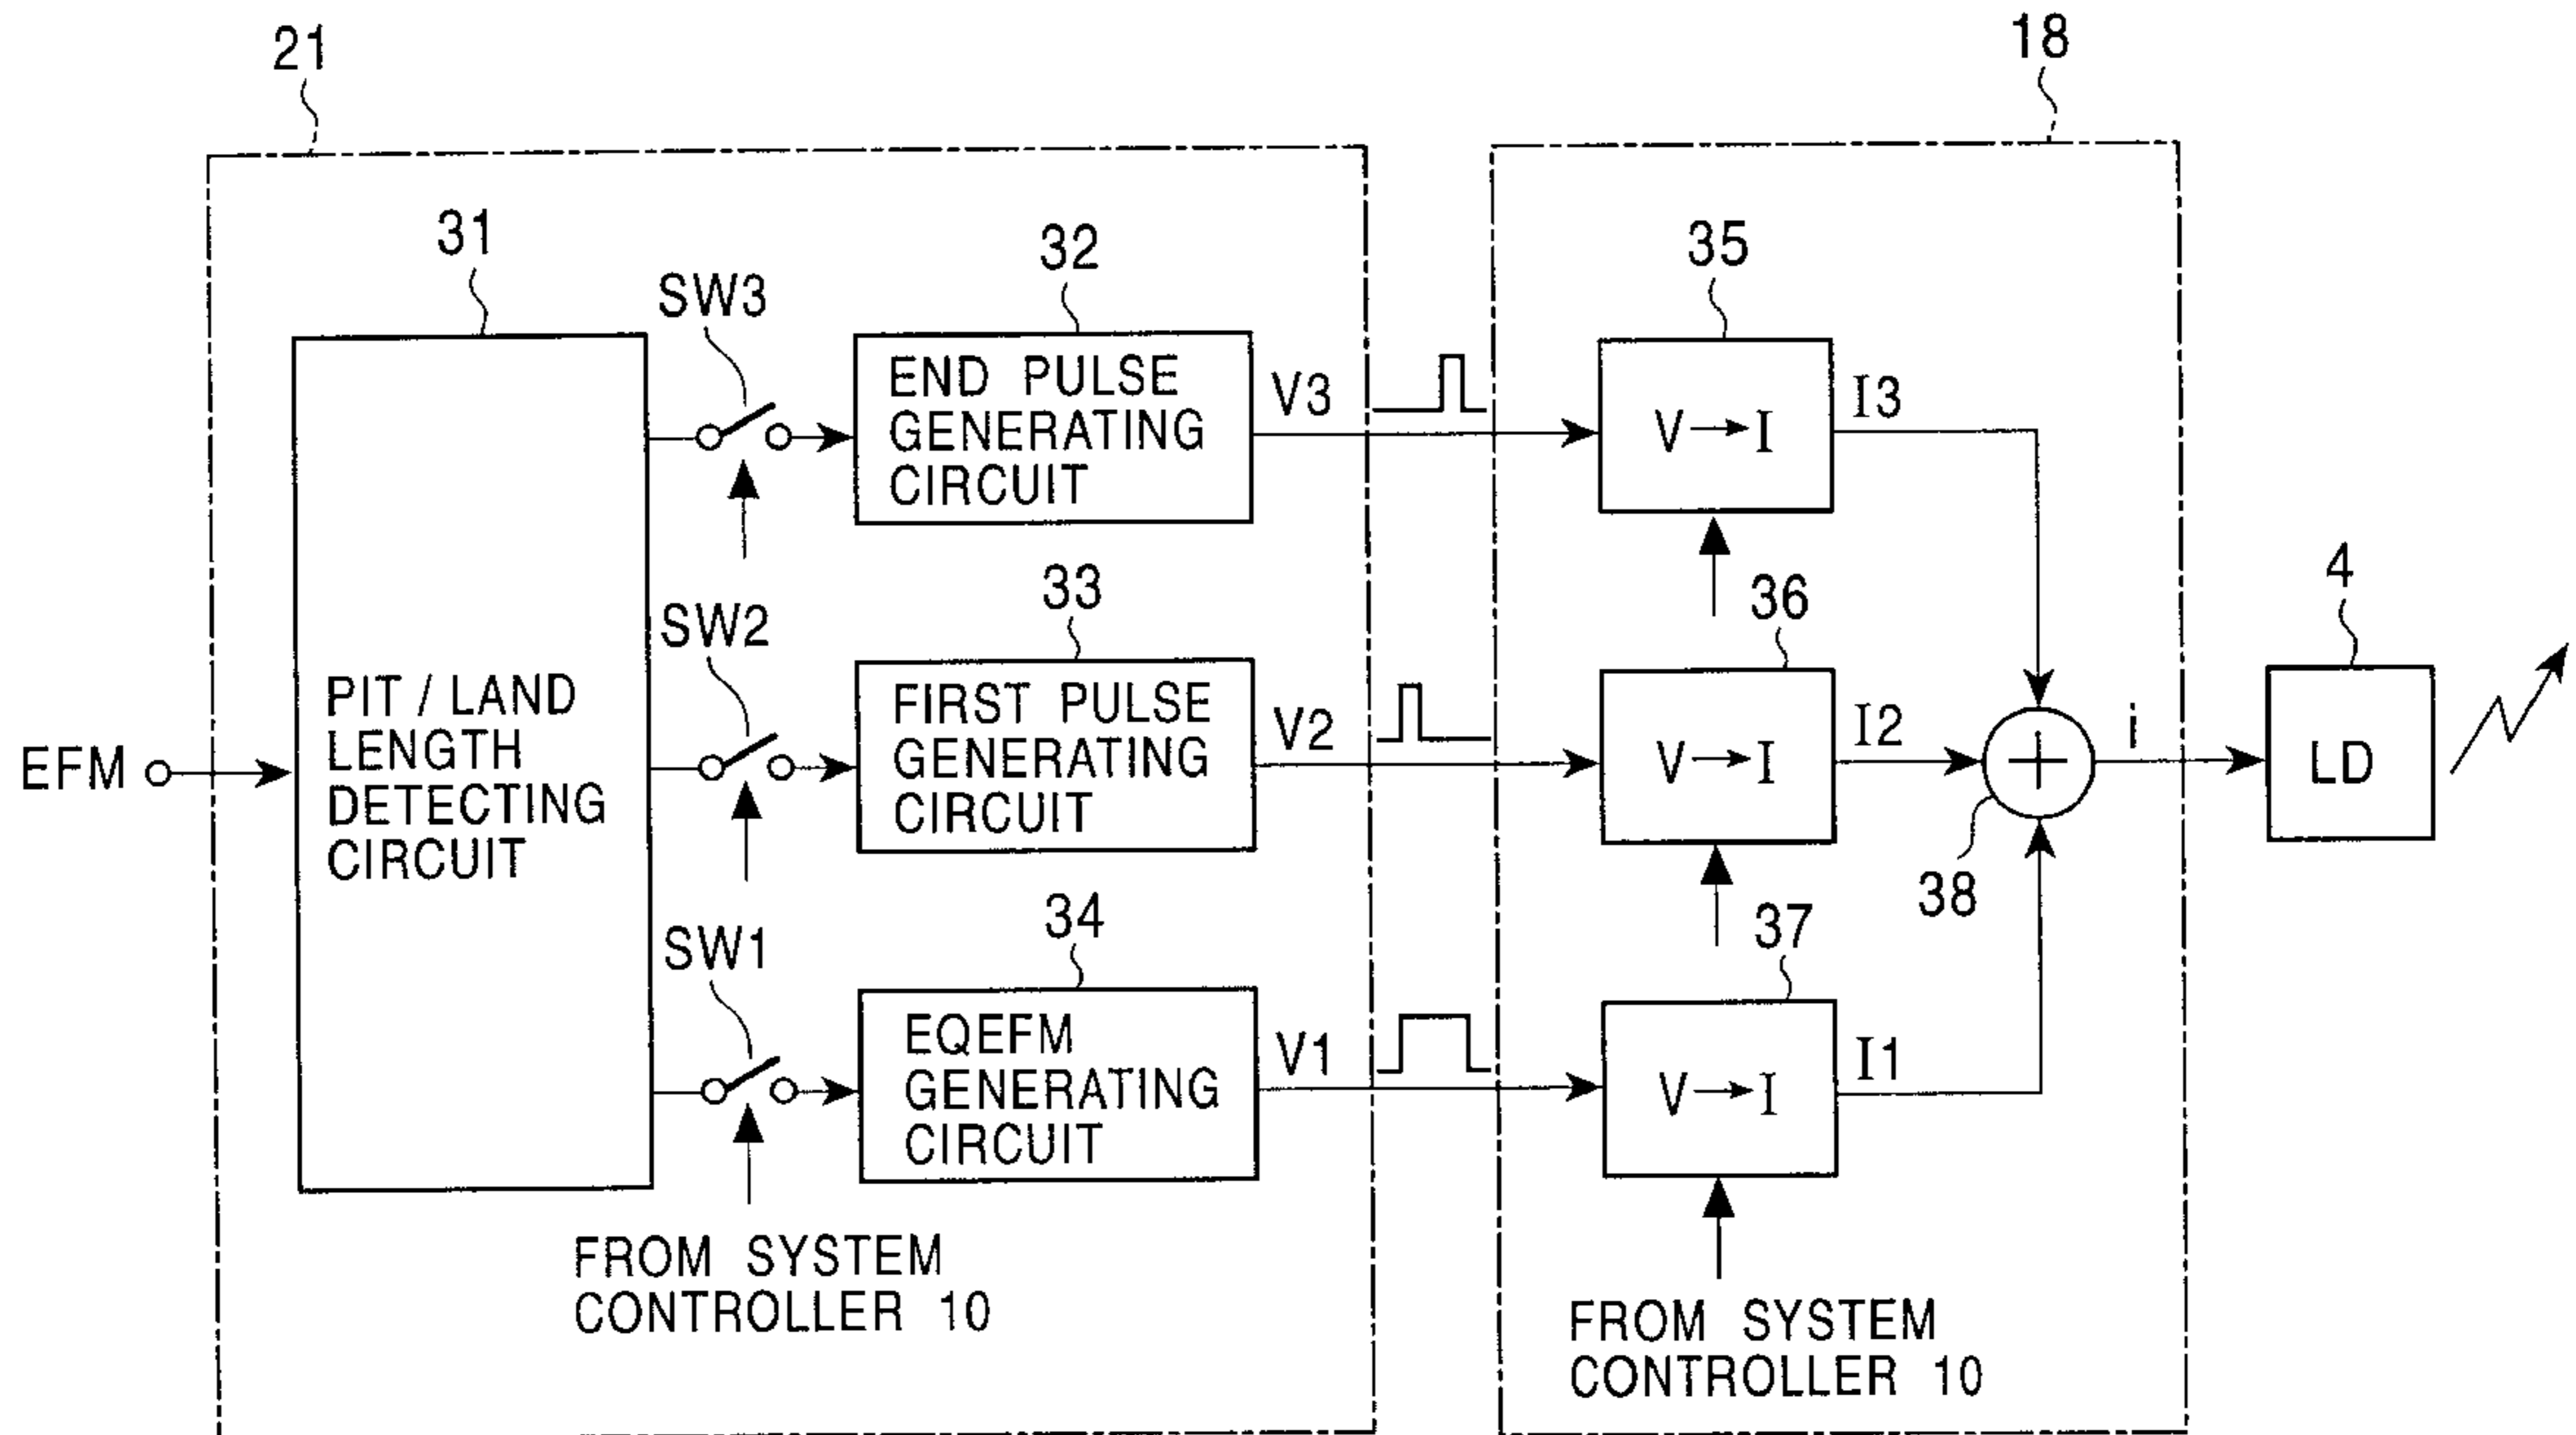 21
18
31
32
35
SW3
END PULSE
GENERATING
CIRCUIT
V3
V→I
I3
33
36
4
SW2
PIT / LAND
LENGTH
DETECTING
CIRCUIT
FIRST PULSE
GENERATING
CIRCUIT
V2
V→I
I2
+
i
LD
EFM
38
34
37
SW1
EQEFM
GENERATING
CIRCUIT
V1
V→I
I1
FROM SYSTEM
CONTROLLER 10
FROM SYSTEM
CONTROLLER 10